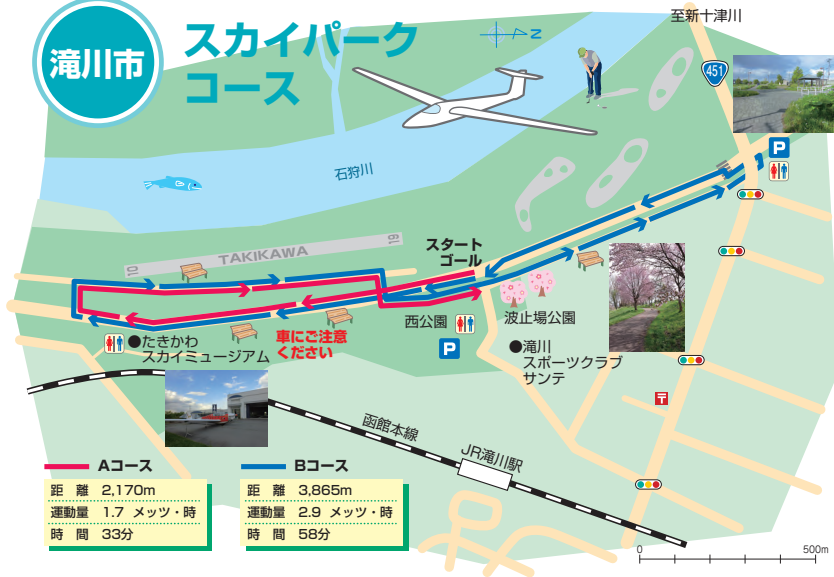 滝川市
スカイパーク
コース
N
至新十津川
451
P
石狩川
10
TAKIKAWA
19
スタート
ゴール
西公園
P
波止場公園
●滝川
スポーツクラブ
サンテ
車にご注意
ください
●たきかわ
スカイミュージアム
〒
函館本線
JR滝川駅
Aコース
距離 2,170m
運動量 1.7 メッツ・時
時間 33分
Bコース
距離 3,865m
運動量 2.9 メッツ・時
時間 58分
0 500m